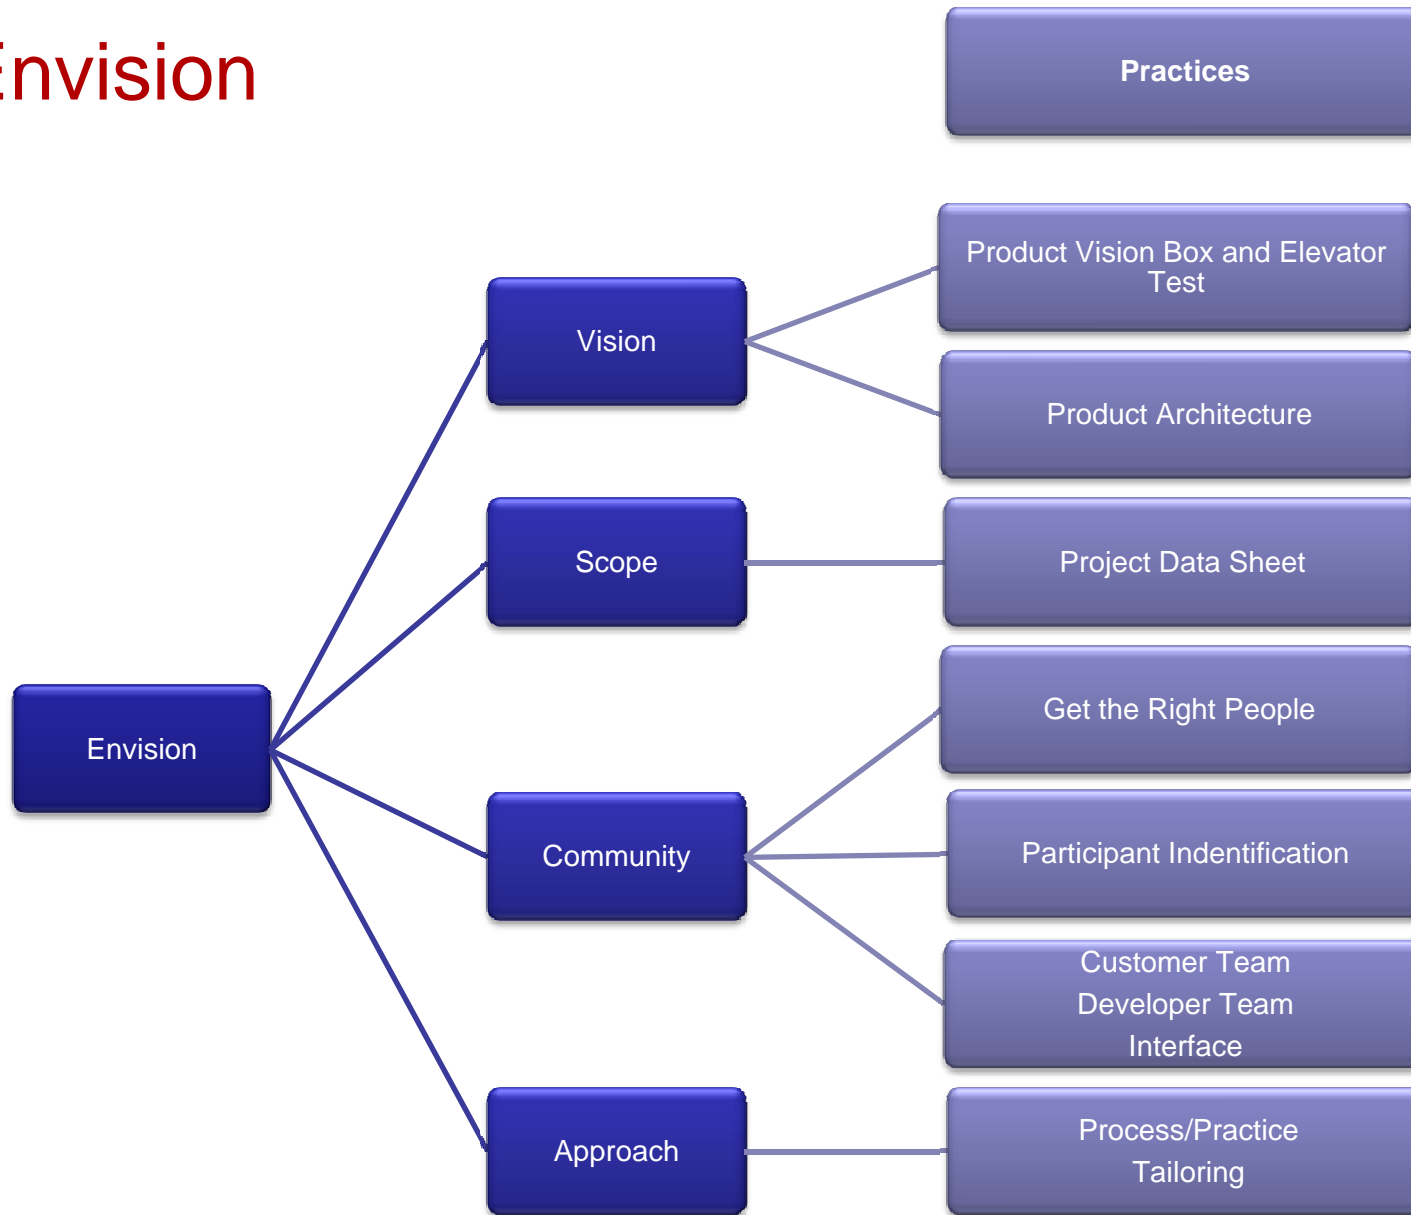 Envision
Practices
Product Vision Box and Elevator
Test
Vision
Product Architecture
Scope
Project Data Sheet
Get the Right People
Envision
Community
Participant Indentification
Customer Team
Developer Team
Interface
Approach
Process/Practice
Tailoring